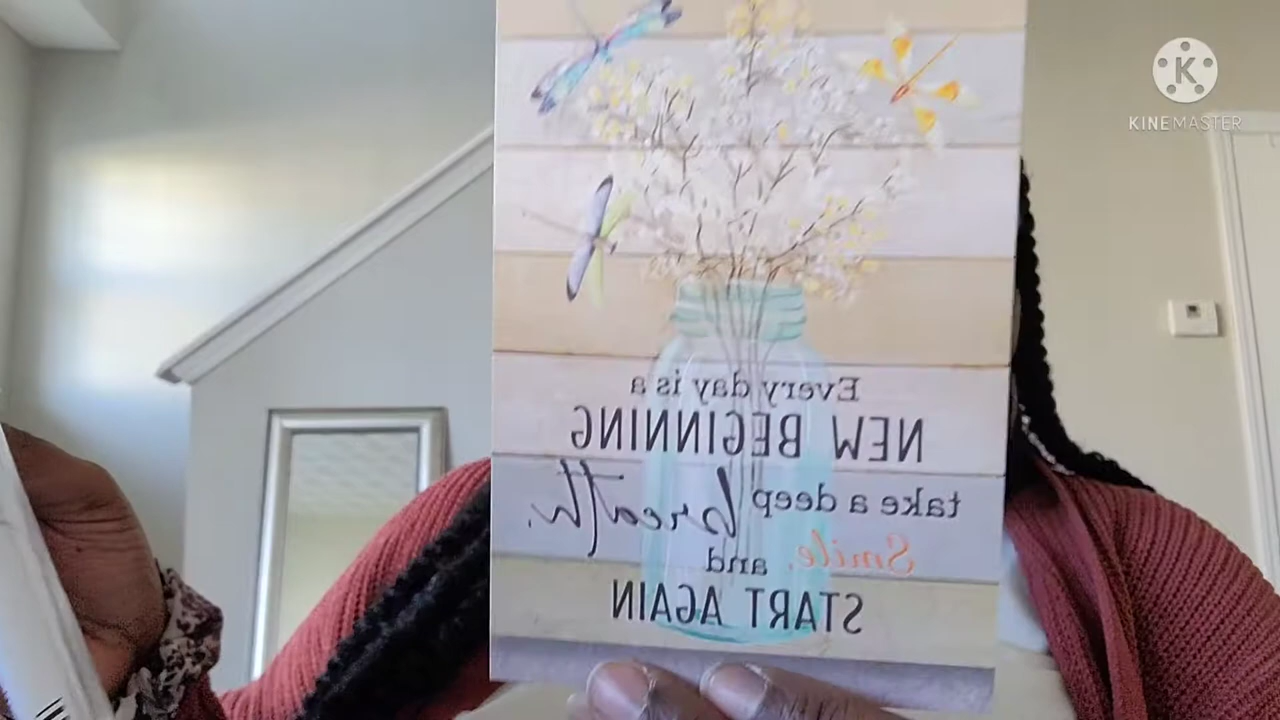 K
KINEMASTER
Every day is a
NEW BEGINNING
take a deep breath,
Smile, and
START AGAIN